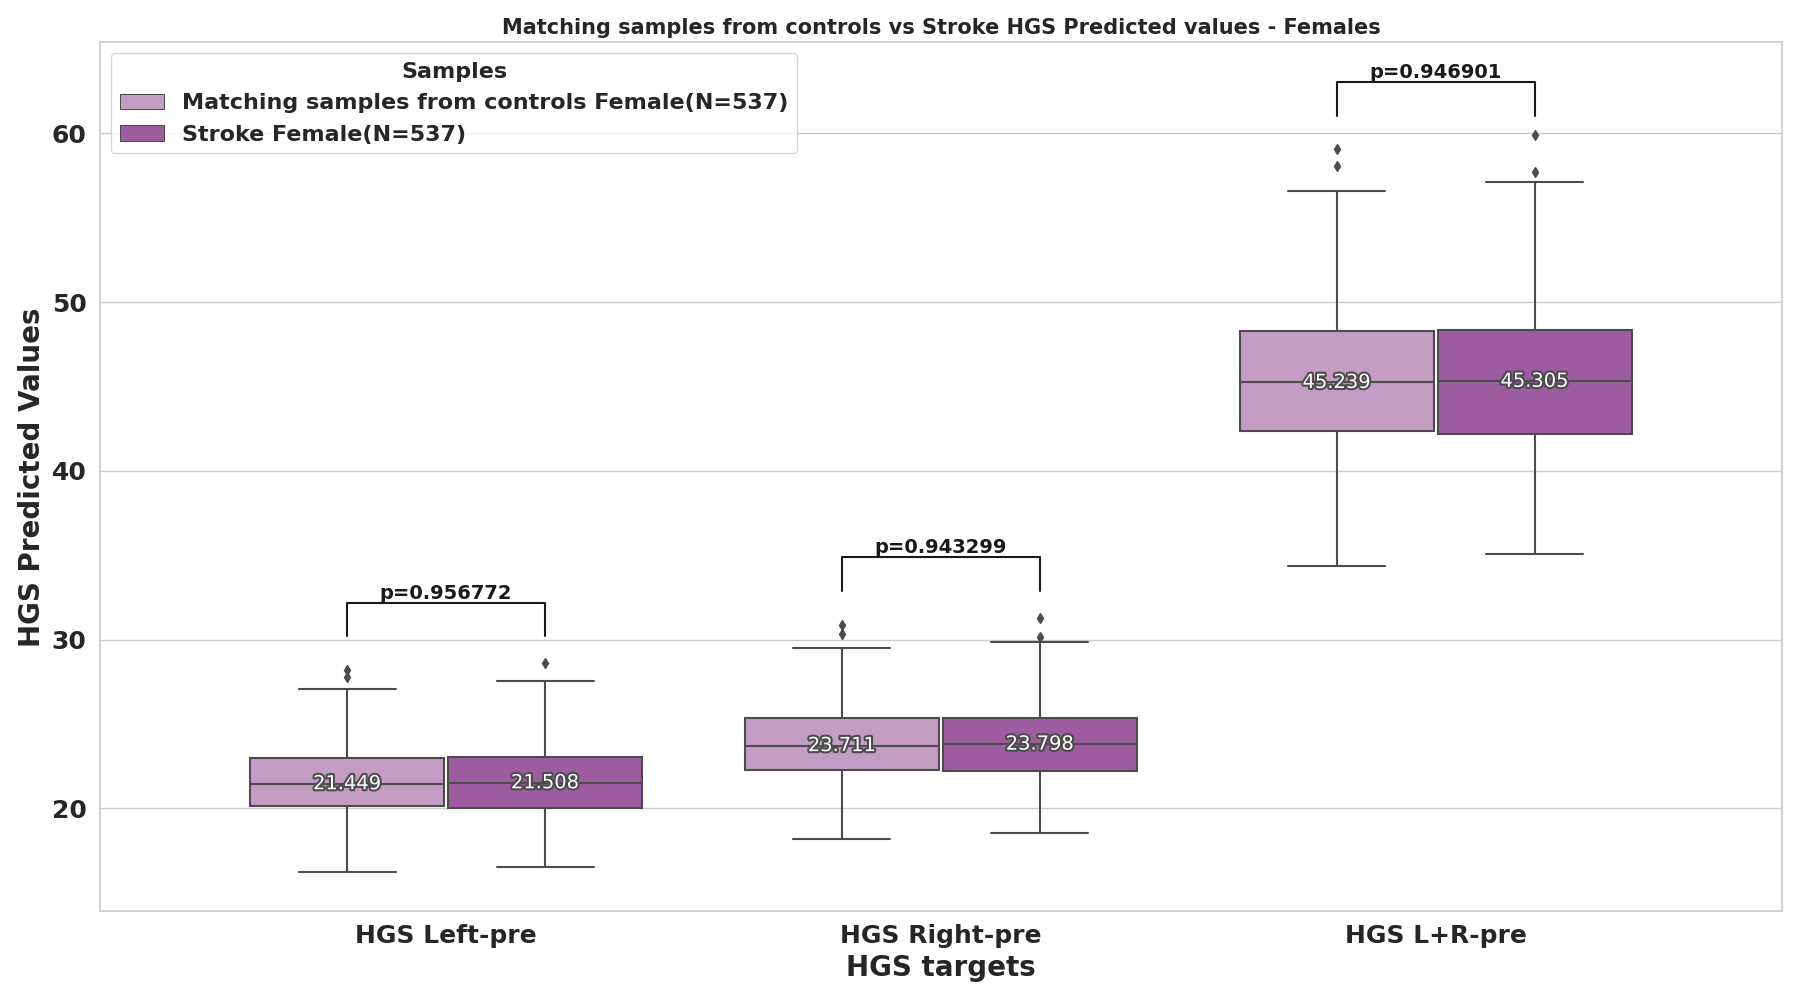 Matching samples from controls vs Stroke HGS Predicted values - Females
Samples
Matching samples from controls Female(N=537)
Stroke Female(N=537)
HGS Predicted Values
60
50
40
30
20
p=0.946901
45.239
45.305
p=0.943299
23.711
23.798
p=0.956772
21.449
21.508
HGS Left-pre
HGS Right-pre
HGS L+R-pre
HGS targets